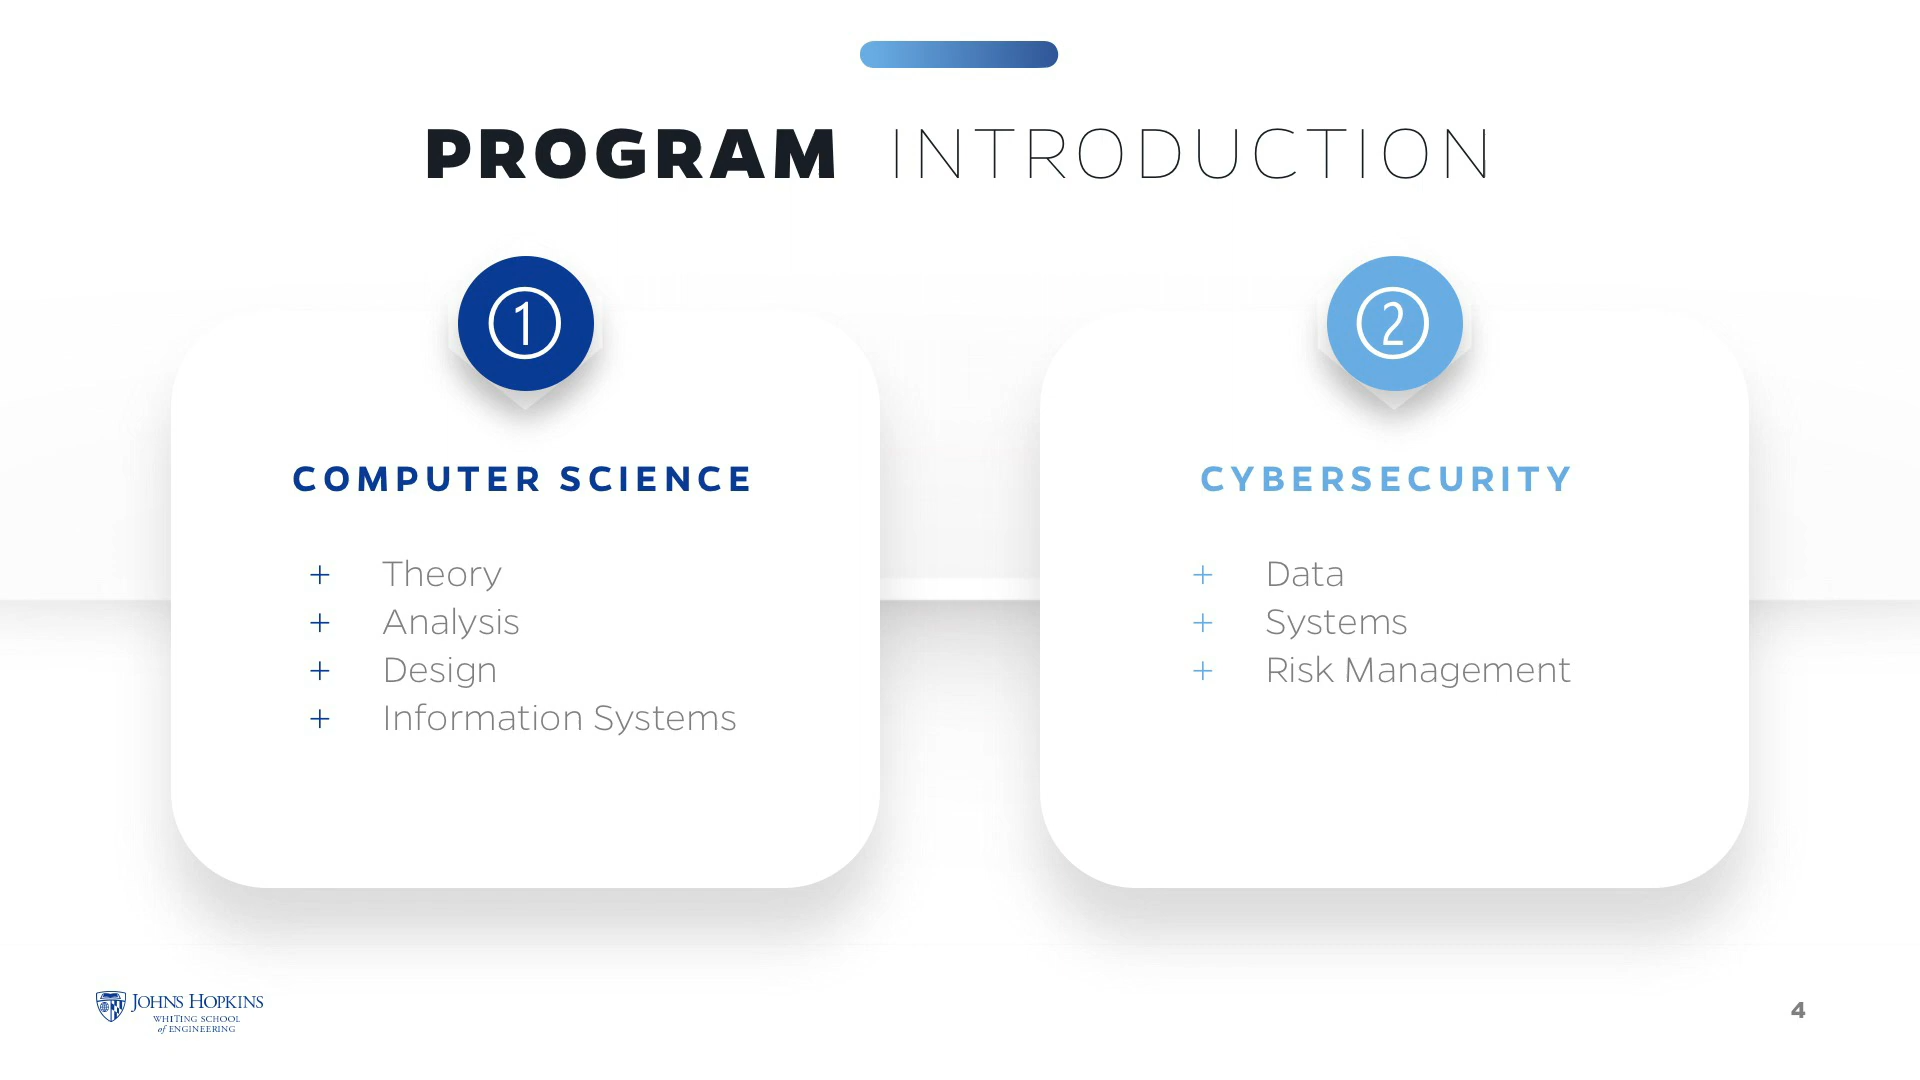 PROGRAM INTRODUCTION
1
COMPUTER SCIENCE
+ Theory
+ Analysis
+ Design
+ Information Systems
2
CYBERSECURITY
+ Data
+ Systems
+ Risk Management
JOHNS HOPKINS
WHITING SCHOOL
of ENGINEERING
4